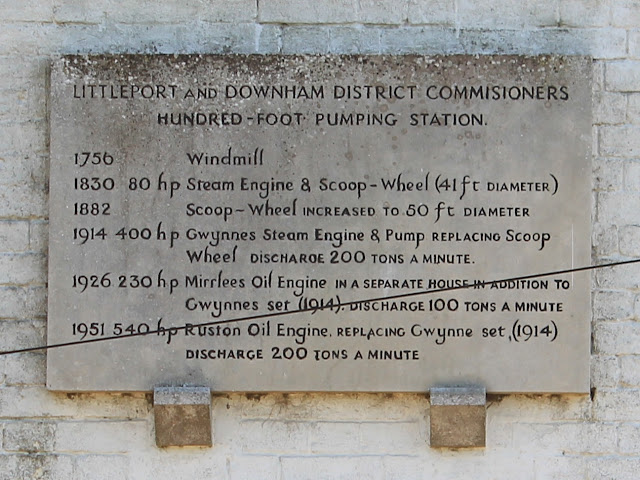 LITTLEPORT AND DOWNHAM DISTRICT COMMISIONERS
HUNDRED-FOOT PUMPING STATION.
1756 Windmill
1830 80 hp Steam Engine & Scoop-Wheel (41 ft DIAMETER)
1882 Scoop-Wheel INCREASED TO 50 ft DIAMETER
1914 400 hp Gwynnes Steam Engine & Pump REPLACING Scoop
Wheel DISCHARGE 200 TONS A MINUTE.
1926 230 hp Mirrlees Oil Engine IN A SEPARATE HOUSE IN ADDITION TO
Gwynnes set (1914). DISCHARGE 100 TONS A MINUTE
1951 540 hp Ruston Oil Engine, REPLACING Gwynne set, (1914)
DISCHARGE 200 TONS A MINUTE